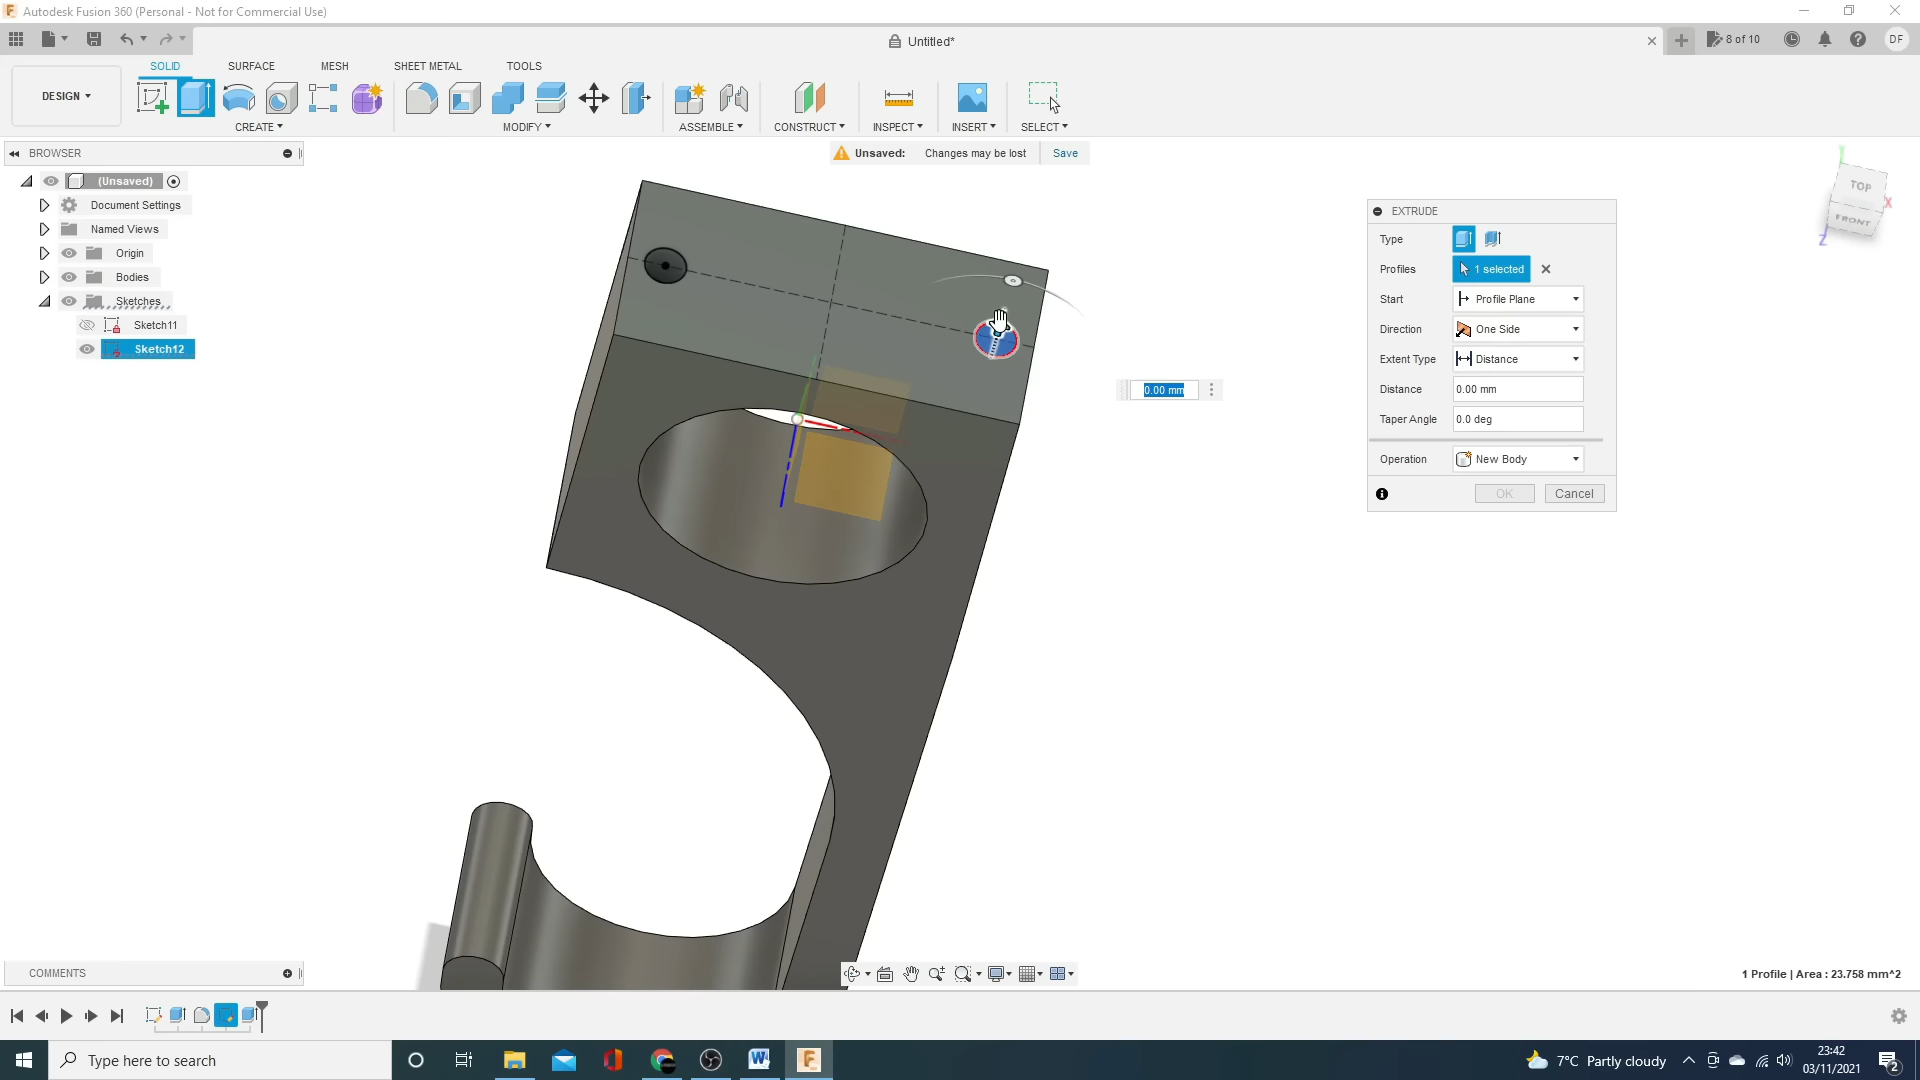 Autodesk Fusion 360 (Personal - Not for Commercial Use)
Untitled*
8 of 10
DF
DESIGN
SOLID
SURFACE
MESH
SHEET METAL
TOOLS
CREATE
MODIFY
ASSEMBLE
CONSTRUCT
INSPECT
INSERT
SELECT
BROWSER
(Unsaved)
Document Settings
Named Views
Origin
Bodies
Sketches
Sketch11
Sketch12
Unsaved: Changes may be lost Save
TOP
FRONT
X
Z
EXTRUDE
Type
Profiles 1 selected
Start Profile Plane
Direction One Side
Extent Type Distance
Distance 0.00 mm
Taper Angle 0.0 deg
Operation New Body
OK Cancel
0.00 mm
COMMENTS
1 Profile | Area : 23.758 mm^2
Type here to search
7°C Partly cloudy
23:42
03/11/2021
2